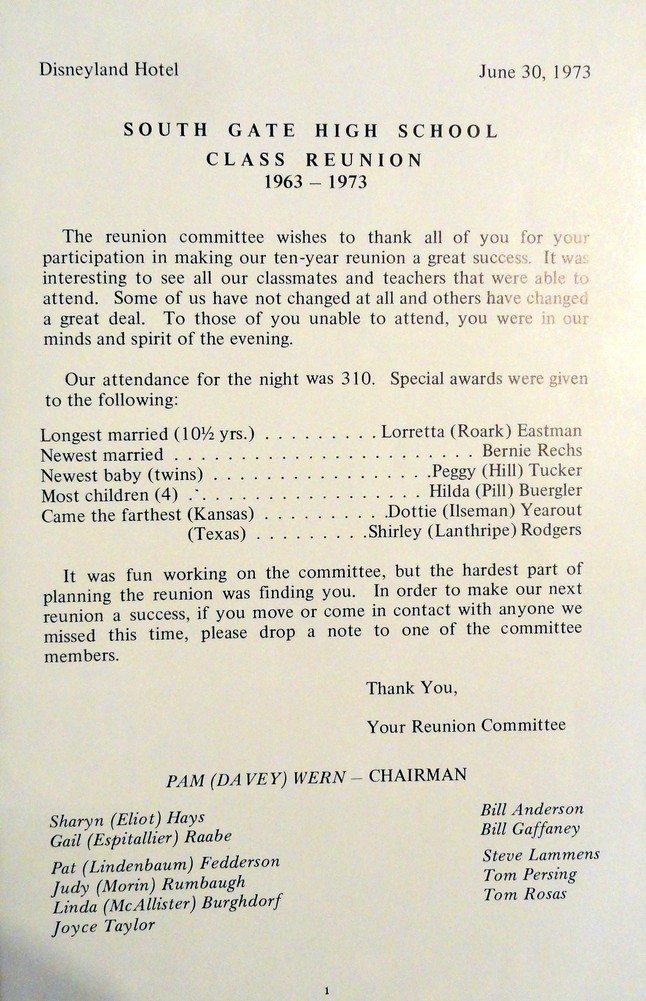 Disneyland Hotel June 30, 1973
SOUTH GATE HIGH SCHOOL
CLASS REUNION
1963 – 1973
The reunion committee wishes to thank all of you for your
participation in making our ten-year reunion a great success. It was
interesting to see all our classmates and teachers that were able to
attend. Some of us have not changed at all and others have changed
a great deal. To those of you unable to attend, you were in our
minds and spirit of the evening.
Our attendance for the night was 310. Special awards were given
to the following:
Longest married (10½ yrs.) . . . . . . . . . Lorretta (Roark) Eastman
Newest married . . . . . . . . . . . . . . . . . . . . . . . Bernie Rechs
Newest baby (twins) . . . . . . . . . . . . . . . . .Peggy (Hill) Tucker
Most children (4) . . . . . . . . . . . . . . . . . . . Hilda (Pill) Buergler
Came the farthest (Kansas) . . . . . . . . . .Dottie (Ilseman) Yearout
(Texas) . . . . . . . . .Shirley (Lanthripe) Rodgers
It was fun working on the committee, but the hardest part of
planning the reunion was finding you. In order to make our next
reunion a success, if you move or come in contact with anyone we
missed this time, please drop a note to one of the committee
members.
Thank You,
Your Reunion Committee
PAM (DAVEY) WERN – CHAIRMAN
Sharyn (Eliot) Hays
Gail (Espitallier) Raabe
Pat (Lindenbaum) Fedderson
Judy (Morin) Rumbaugh
Linda (McAllister) Burghdorf
Joyce Taylor
Bill Anderson
Bill Gaffaney
Steve Lammens
Tom Persing
Tom Rosas
1